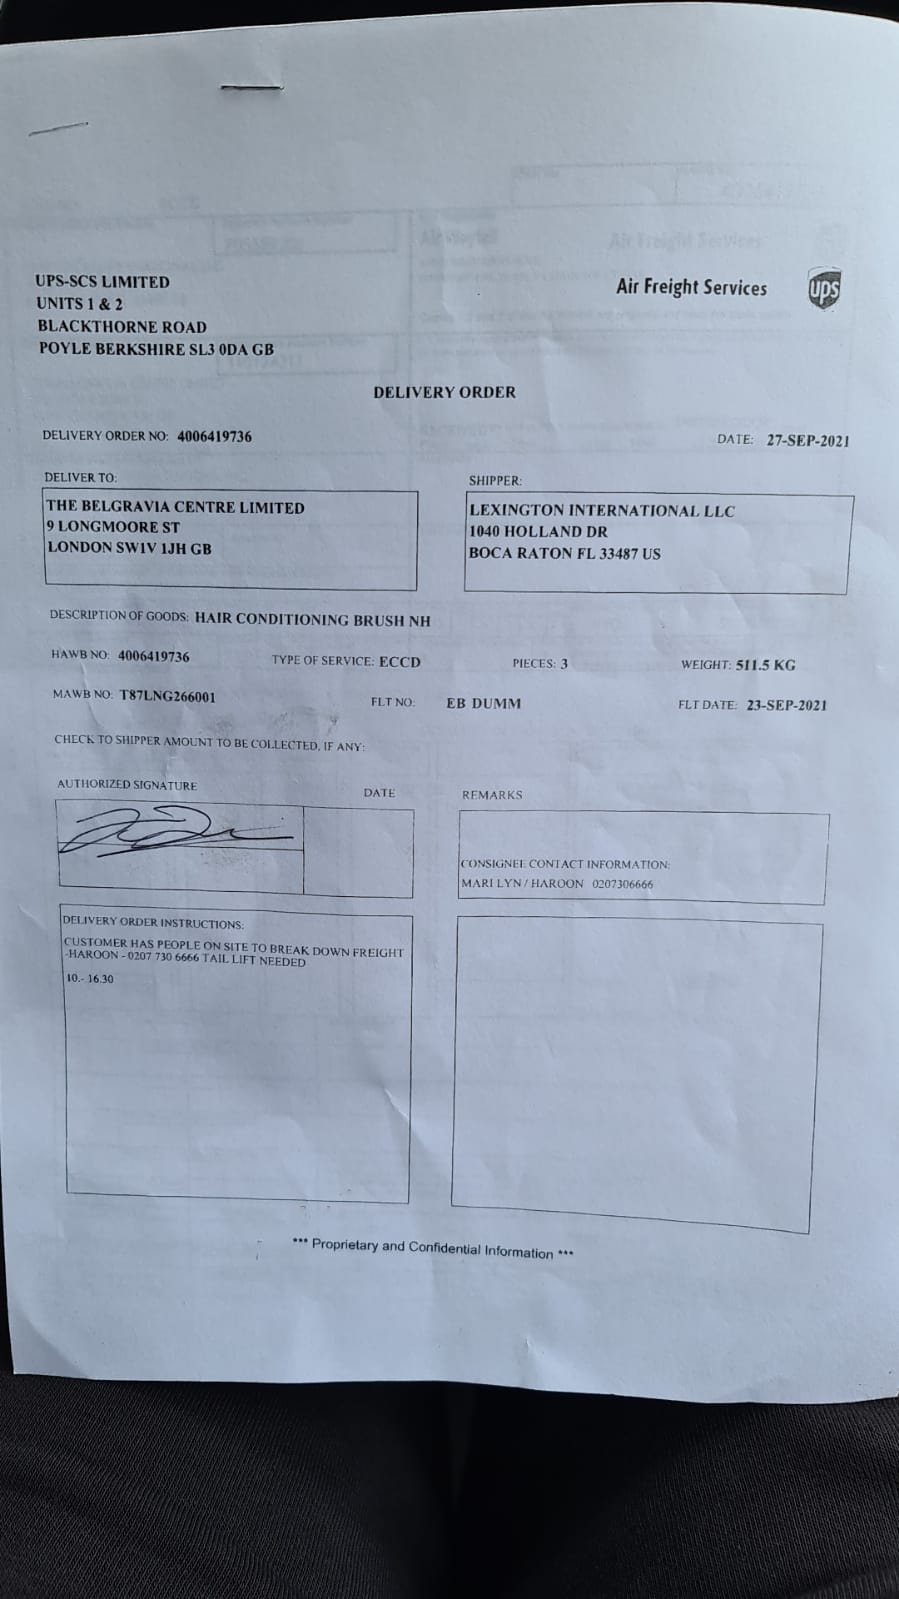 UPS-SCS LIMITED
UNITS 1 & 2
BLACKTHORNE ROAD
POYLE BERKSHIRE SL3 0DA GB
Air Freight Services
ups
DELIVERY ORDER
DELIVERY ORDER NO: 4006419736
DATE: 27-SEP-2021
DELIVER TO:
THE BELGRAVIA CENTRE LIMITED
9 LONGMOORE ST
LONDON SW1V 1JH GB
SHIPPER:
LEXINGTON INTERNATIONAL LLC
1040 HOLLAND DR
BOCA RATON FL 33487 US
DESCRIPTION OF GOODS: HAIR CONDITIONING BRUSH NH
HAWB NO: 4006419736 TYPE OF SERVICE: ECCD PIECES: 3 WEIGHT: 511.5 KG
MAWB NO: T87LNG266001 FLT NO: EB DUMM FLT DATE: 23-SEP-2021
CHECK TO SHIPPER AMOUNT TO BE COLLECTED, IF ANY:
AUTHORIZED SIGNATURE DATE
REMARKS
CONSIGNEE CONTACT INFORMATION:
MARI LYN / HAROON 0207306666
DELIVERY ORDER INSTRUCTIONS:
CUSTOMER HAS PEOPLE ON SITE TO BREAK DOWN FREIGHT
-HAROON - 0207 730 6666 TAIL LIFT NEEDED
10.- 16.30
*** Proprietary and Confidential Information ***